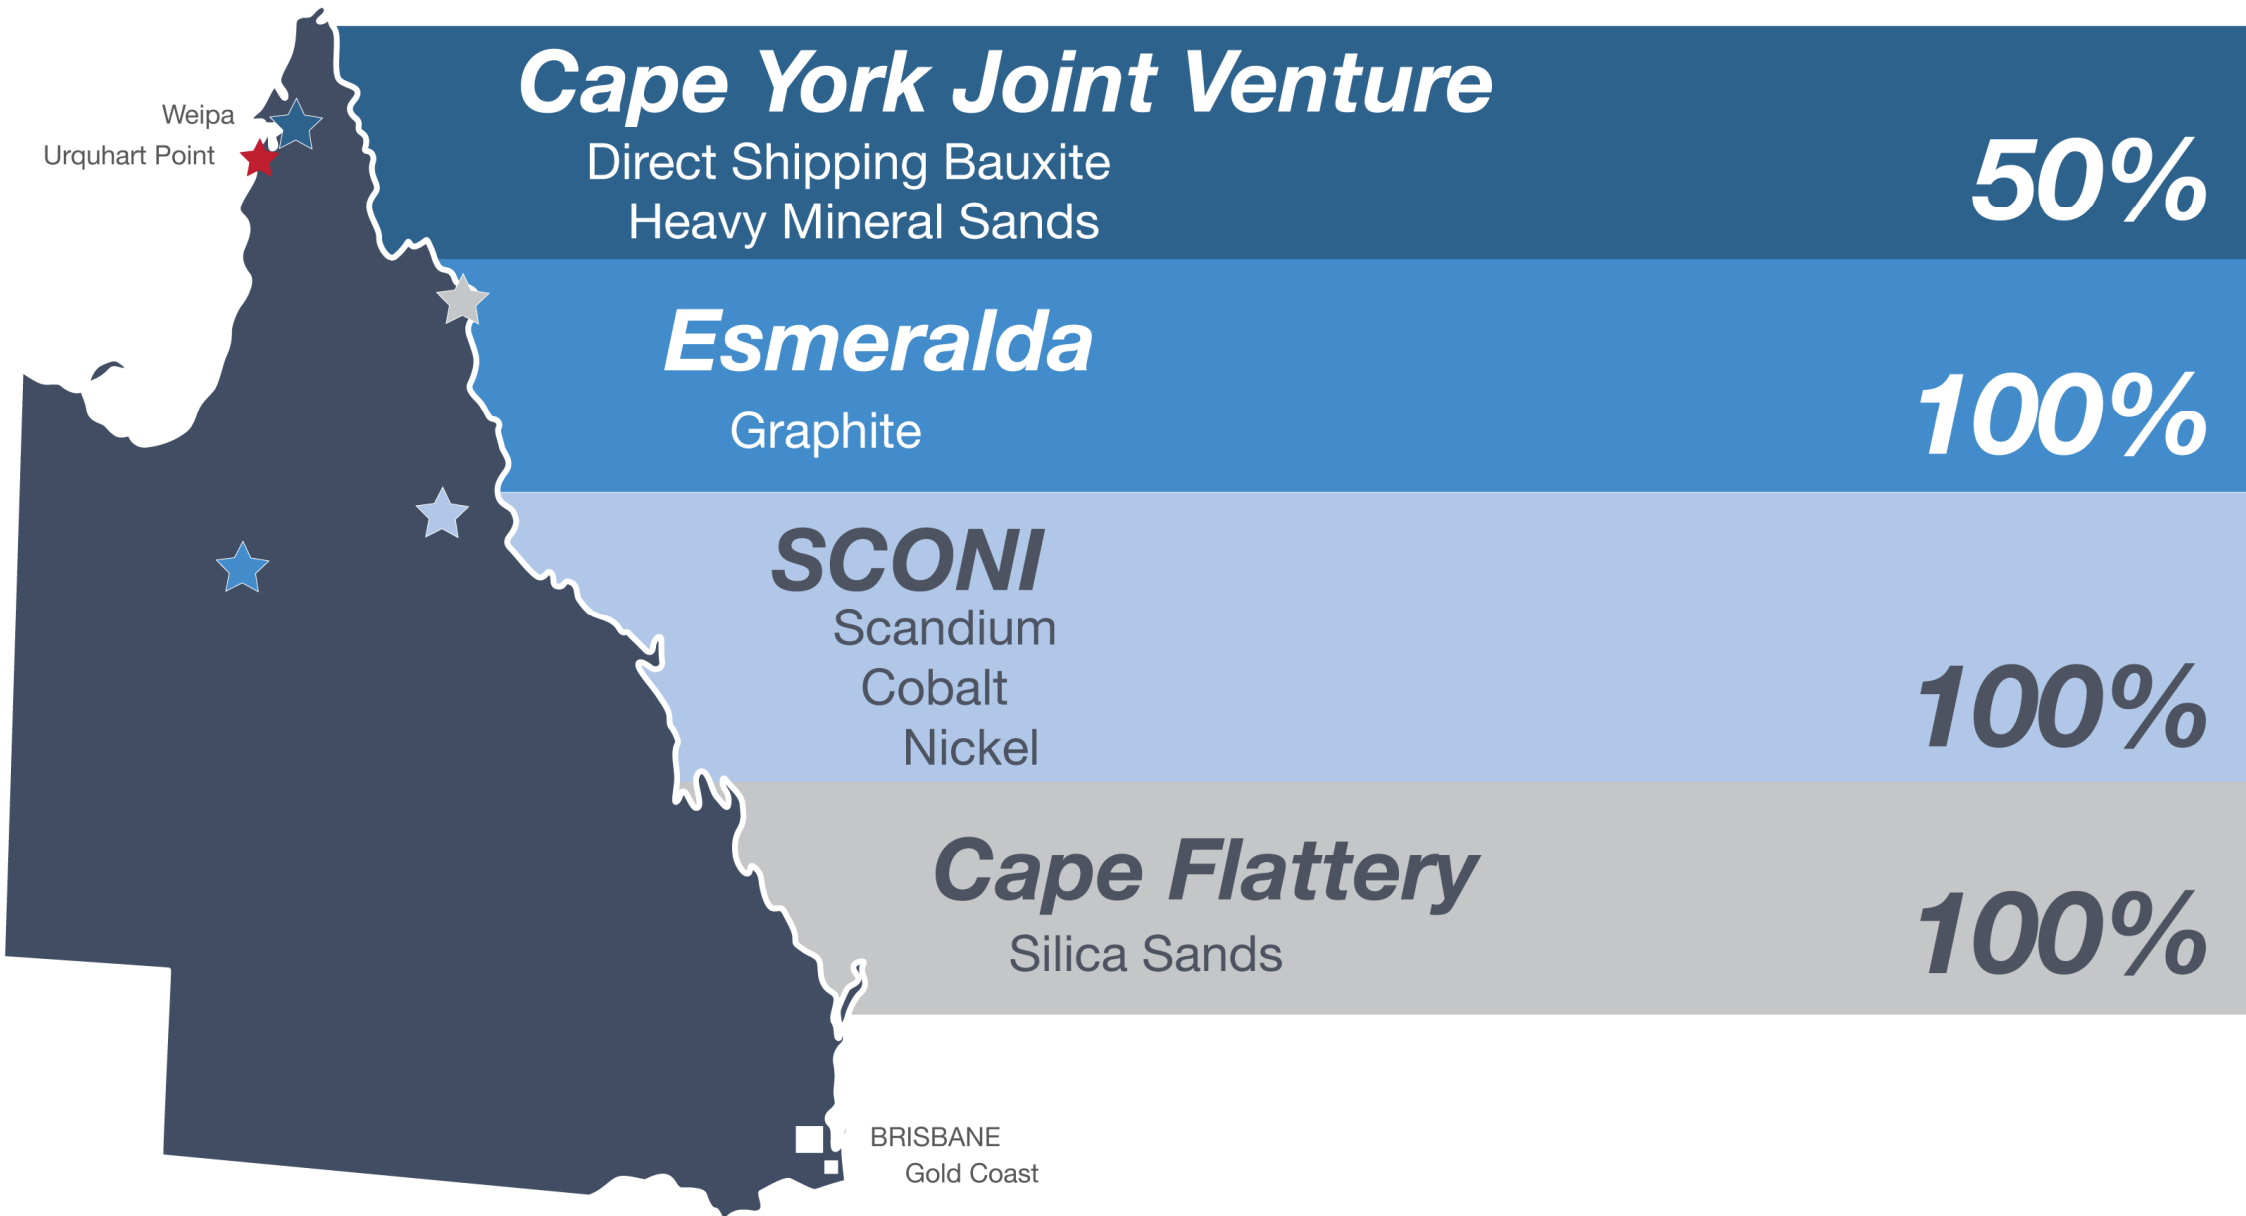 Weipa
Urquhart Point
Cape York Joint Venture
Direct Shipping Bauxite
Heavy Mineral Sands
50%
Esmeralda
Graphite
100%
SCONI
Scandium
Cobalt
Nickel
100%
Cape Flattery
Silica Sands
100%
BRISBANE
Gold Coast